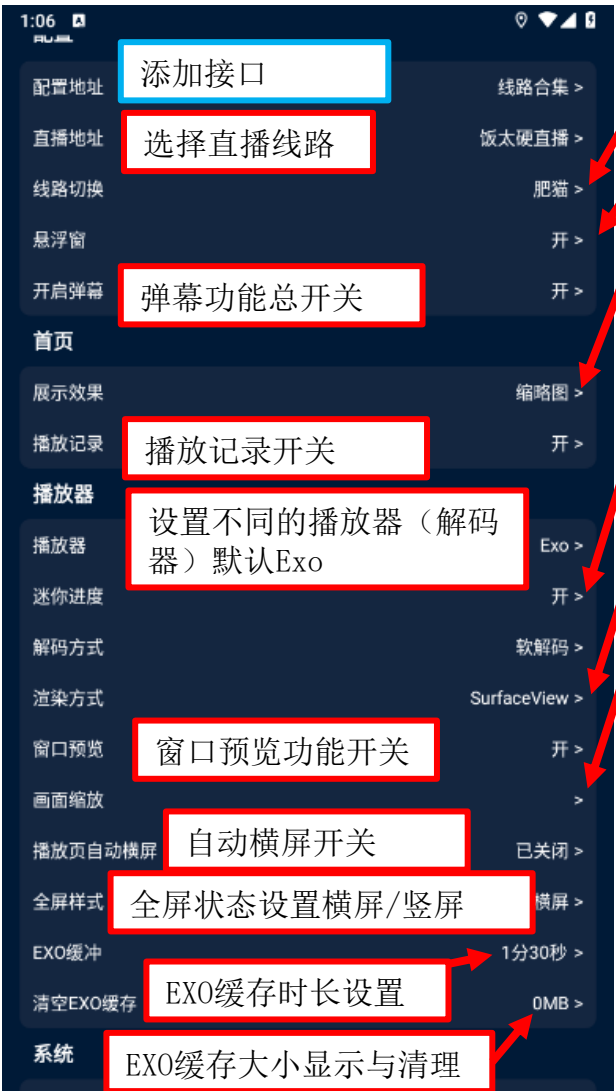 1:06
配置
配置地址 添加接口 线路合集 >
直播地址 选择直播线路 饭太硬直播 >
线路切换 肥猫 >
悬浮窗 开 >
开启弹幕 弹幕功能总开关 开 >
首页
展示效果 缩略图 >
播放记录 播放记录开关 开 >
播放器
设置不同的播放器（解码
器）默认Exo
播放器 Exo >
迷你进度 开 >
解码方式 软解码 >
渲染方式 SurfaceView >
窗口预览 窗口预览功能开关 开 >
画面缩放 >
播放页自动横屏 自动横屏开关 已关闭 >
全屏样式 全屏状态设置横屏/竖屏 横屏 >
EXO缓冲 1分30秒 >
EXO缓存时长设置
清空EXO缓存 0MB >
系统 EXO缓存大小显示与清理